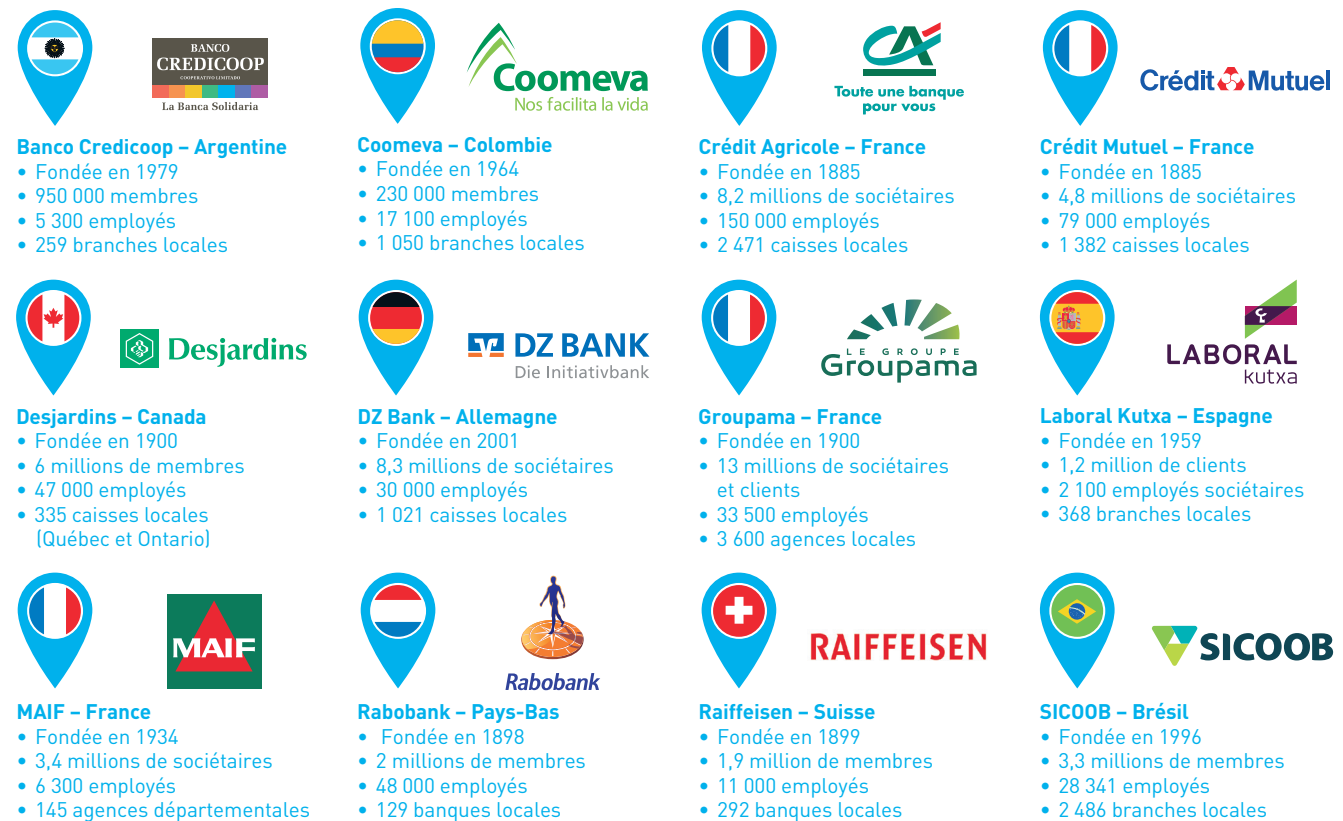 BANCO
CREDICOOP
COOPERATIVO LIMITADO
La Banca Solidaria
Banco Credicoop – Argentine
• Fondée en 1979
• 950 000 membres
• 5 300 employés
• 259 branches locales
Coomeva
Nos facilita la vida
Coomeva – Colombie
• Fondée en 1964
• 230 000 membres
• 17 100 employés
• 1 050 branches locales
CA
Toute une banque
pour vous
Crédit Agricole – France
• Fondée en 1885
• 8,2 millions de sociétaires
• 150 000 employés
• 2 471 caisses locales
Crédit Mutuel
Crédit Mutuel – France
• Fondée en 1885
• 4,8 millions de sociétaires
• 79 000 employés
• 1 382 caisses locales
Desjardins
Desjardins – Canada
• Fondée en 1900
• 6 millions de membres
• 47 000 employés
• 335 caisses locales
(Québec et Ontario)
DZ BANK
Die Initiativbank
DZ Bank – Allemagne
• Fondée en 2001
• 8,3 millions de sociétaires
• 30 000 employés
• 1 021 caisses locales
LE GROUPE
Groupama
Groupama – France
• Fondée en 1900
• 13 millions de sociétaires
et clients
• 33 500 employés
• 3 600 agences locales
LABORAL
kutxa
Laboral Kutxa – Espagne
• Fondée en 1959
• 1,2 million de clients
• 2 100 employés sociétaires
• 368 branches locales
MAIF
MAIF – France
• Fondée en 1934
• 3,4 millions de sociétaires
• 6 300 employés
• 145 agences départementales
Rabobank
Rabobank – Pays-Bas
• Fondée en 1898
• 2 millions de membres
• 48 000 employés
• 129 banques locales
RAIFFEISEN
Raiffeisen – Suisse
• Fondée en 1899
• 1,9 million de membres
• 11 000 employés
• 292 banques locales
SICOOB
SICOOB – Brésil
• Fondée en 1996
• 3,3 millions de membres
• 28 341 employés
• 2 486 branches locales